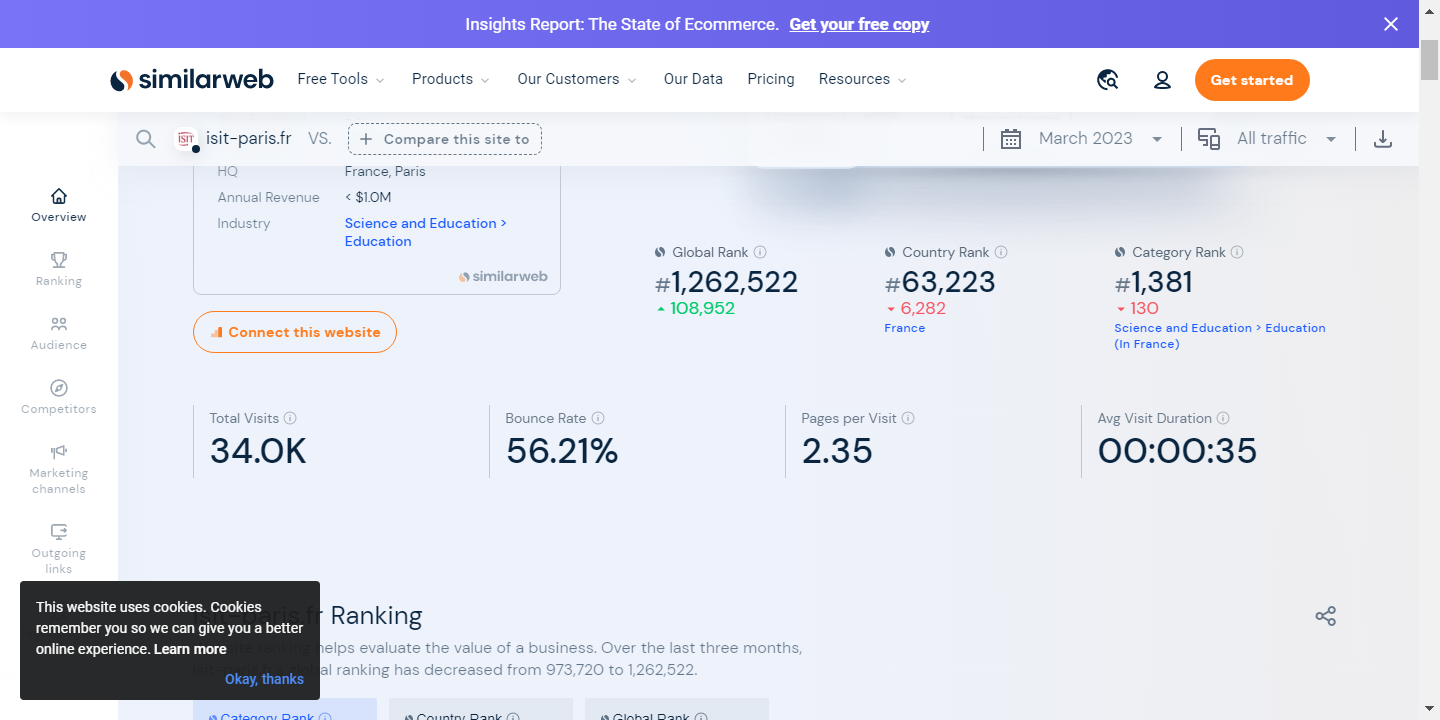 Insights Report: The State of Ecommerce. Get your free copy
similarweb Free Tools Products Our Customers Our Data Pricing Resources Get started
isit-paris.fr VS. + Compare this site to March 2023 All traffic
HQ France, Paris
Annual Revenue < $1.0M
Industry Science and Education >
Education
similarweb
Connect this website
Global Rank
#1,262,522
108,952
Country Rank
#63,223
6,282
France
Category Rank
#1,381
130
Science and Education > Education
(In France)
Overview
Ranking
Audience
Competitors
Marketing
channels
Outgoing
links
Total Visits
34.0K
Bounce Rate
56.21%
Pages per Visit
2.35
Avg Visit Duration
00:00:35
isit-paris.fr Ranking
helps evaluate the value of a business. Over the last three months,
global ranking has decreased from 973,720 to 1,262,522.
Category Rank
Country Rank
Global Rank
This website uses cookies. Cookies
remember you so we can give you a better
online experience. Learn more
Okay, thanks